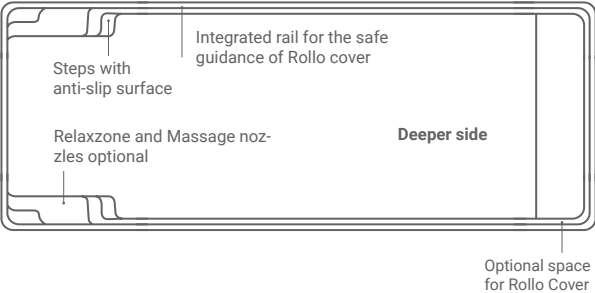 Integrated rail for the safe
guidance of Rollo cover
Steps with
anti-slip surface
Relaxzone and Massage noz-
zles optional
Deeper side
Optional space
for Rollo Cover